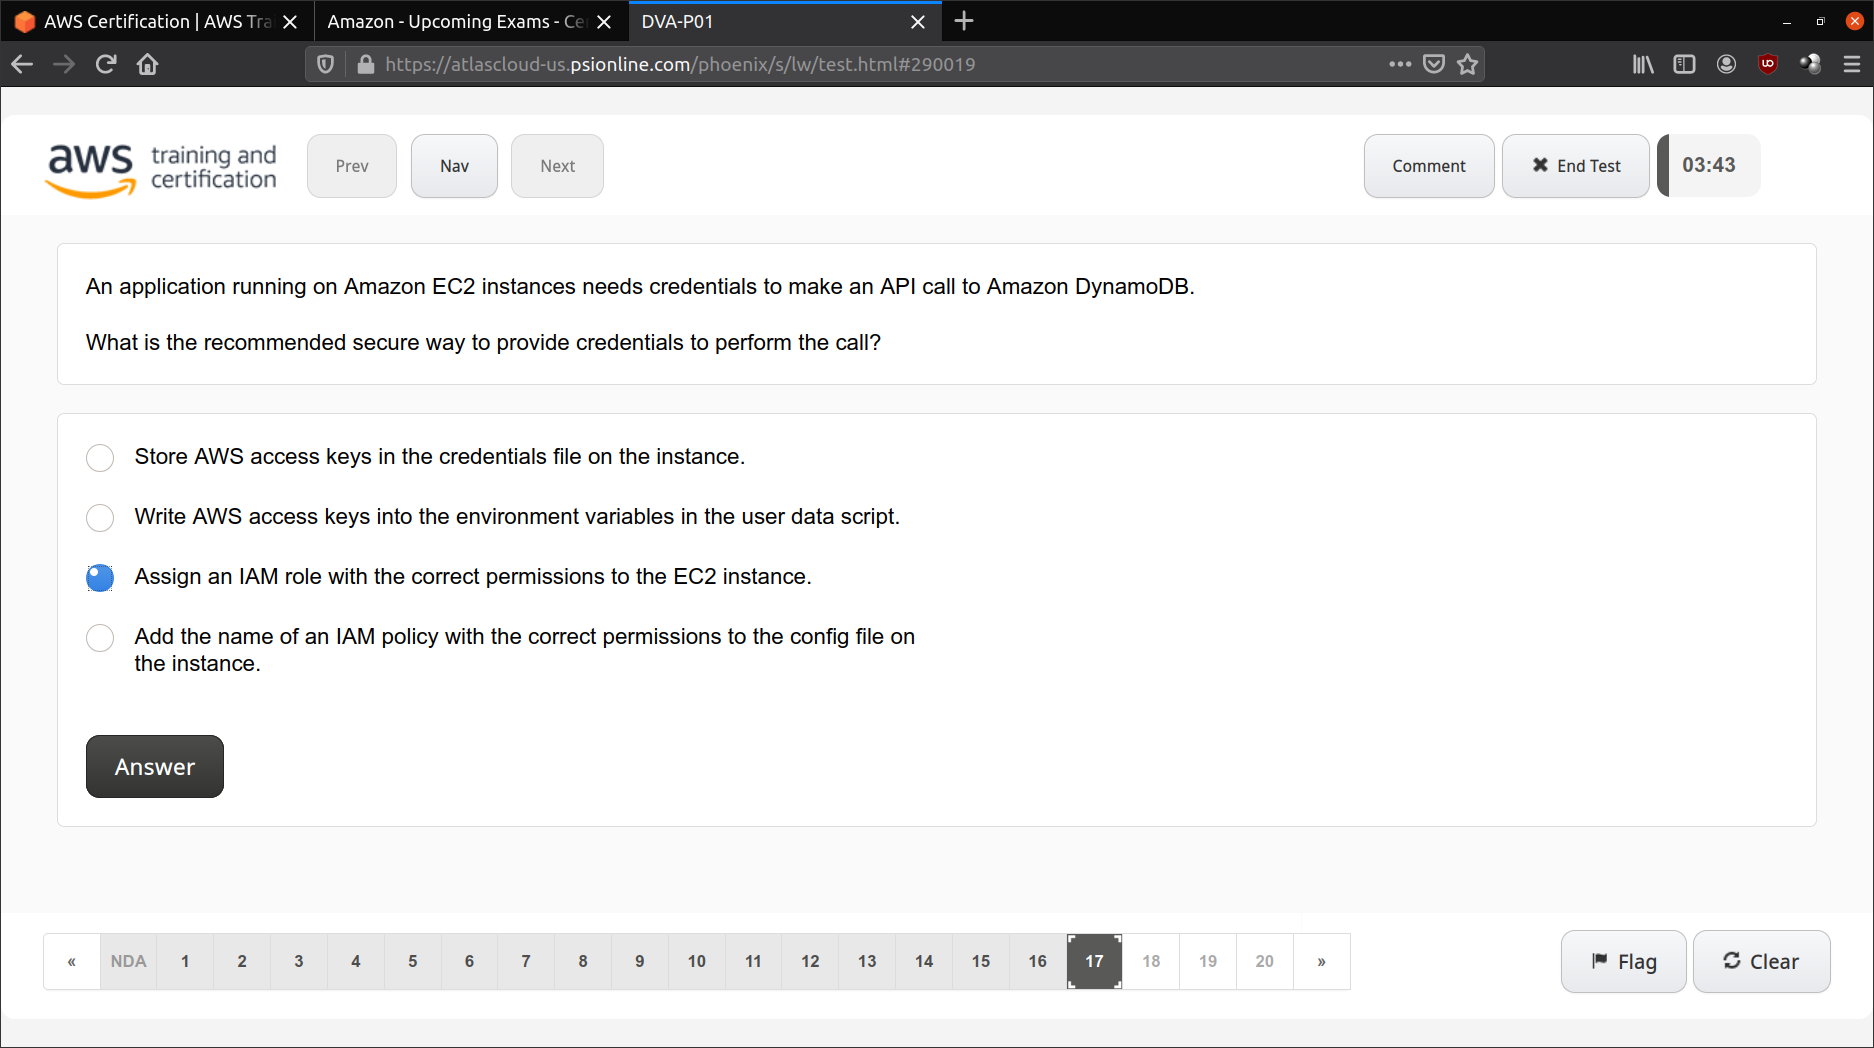 AWS Certification | AWS Tra
Amazon - Upcoming Exams - Ce
DVA-P01
https://atlascloud-us.psionline.com/phoenix/s/lw/test.html#290019
aws training and certification
Prev
Nav
Next
Comment
End Test
03:43
An application running on Amazon EC2 instances needs credentials to make an API call to Amazon DynamoDB.
What is the recommended secure way to provide credentials to perform the call?
Store AWS access keys in the credentials file on the instance.
Write AWS access keys into the environment variables in the user data script.
Assign an IAM role with the correct permissions to the EC2 instance.
Add the name of an IAM policy with the correct permissions to the config file on
the instance.
Answer
« NDA 1 2 3 4 5 6 7 8 9 10 11 12 13 14 15 16 17 18 19 20 »
Flag
Clear